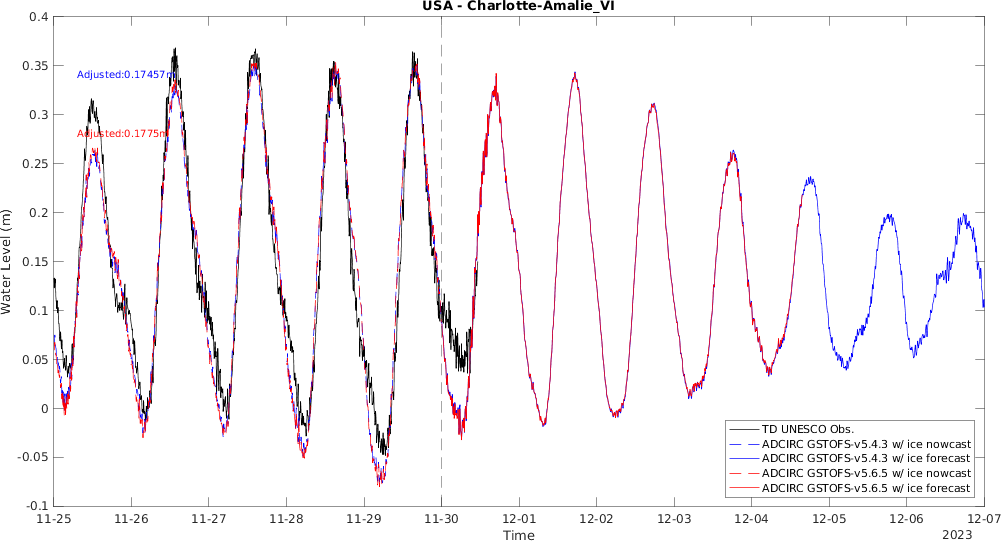 USA - Charlotte-Amalie_VI
0.4
0.35
0.3
0.25
0.2
0.15
0.1
0.05
0
-0.05
-0.1
Water Level (m)
Adjusted:0.17457m
Adjusted:0.1775m
TD UNESCO Obs.
ADCIRC GSTOFS-v5.4.3 w/ ice nowcast
ADCIRC GSTOFS-v5.4.3 w/ ice forecast
ADCIRC GSTOFS-v5.6.5 w/ ice nowcast
ADCIRC GSTOFS-v5.6.5 w/ ice forecast
11-25 11-26 11-27 11-28 11-29 11-30 12-01 12-02 12-03 12-04 12-05 12-06 12-07
Time
2023